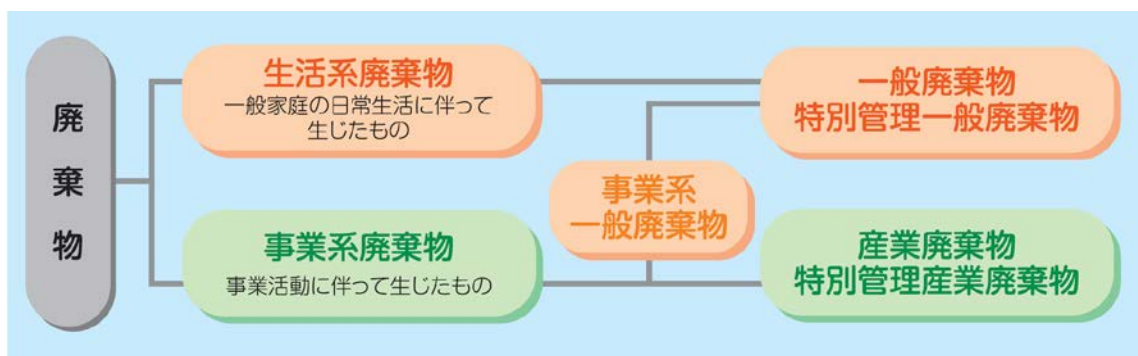 廃棄物
生活系廃棄物
一般家庭の日常生活に伴って
生じたもの
一般廃棄物
特別管理一般廃棄物
事業系
一般廃棄物
事業系廃棄物
事業活動に伴って生じたもの
産業廃棄物
特別管理産業廃棄物